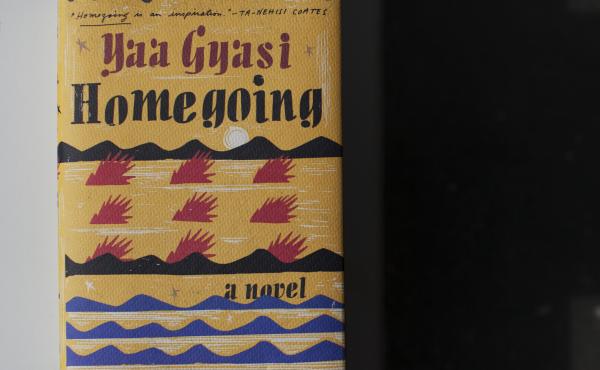 "Homegoing is an inspiration." —TA-NEHISI COATES
Yaa Gyasi
Homegoing
a novel